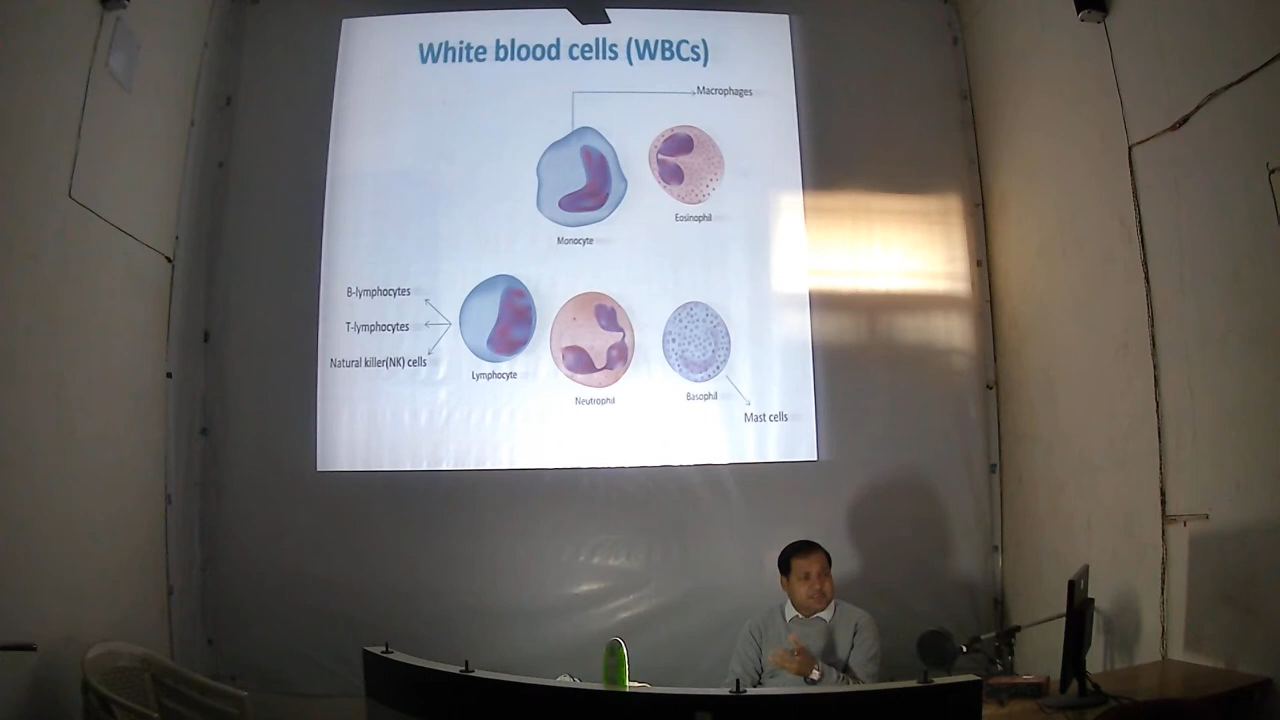 White blood cells (WBCs)
Macrophages
Eosinophil
Monocyte
B-lymphocytes
T-lymphocytes
Natural killer(NK) cells
Lymphocyte
Neutrophil
Basophil
Mast cells